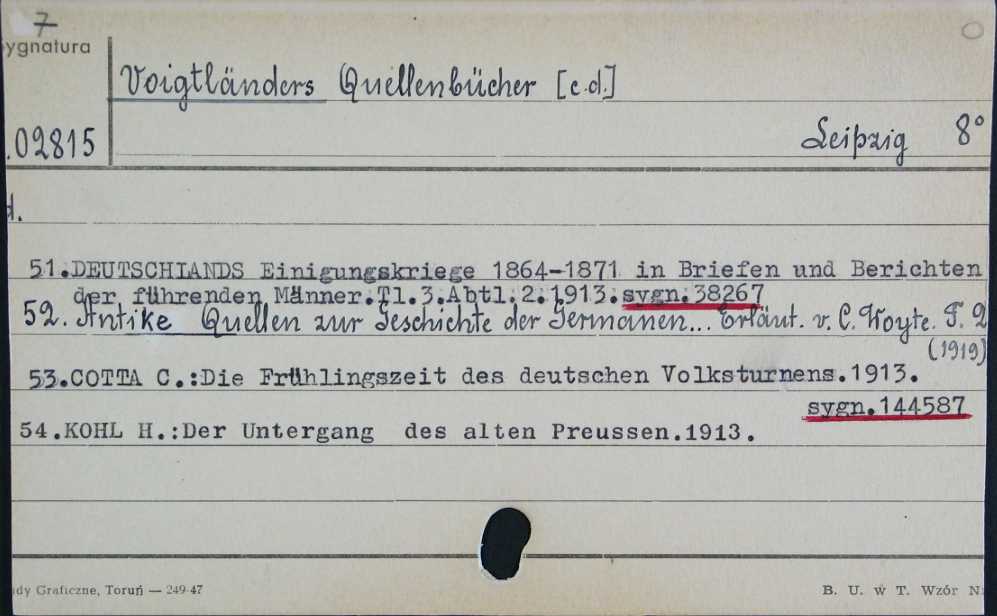 7
ygnatura
Voigtländers Quellenbücher [c.d.]
.02815
Leipzig 8°
d.
51.DEUTSCHIANDS Einigungskriege 1864-1871 in Briefen und Berichten
der führenden Männer.Tl.3.Abtl.2.1913.sygn.38267
52. Antike Quellen zur Geschichte der Germanen... Erläut. v. C. Woyte. T. 2
(1919)
53.COTTA C.:Die Frühlingszeit des deutschen Volksturnens.1913.
sygn.144587
54.KOHL H.:Der Untergang des alten Preussen.1913.
dy Graficzne, Toruń — 249-47
B. U. w T. Wzór N